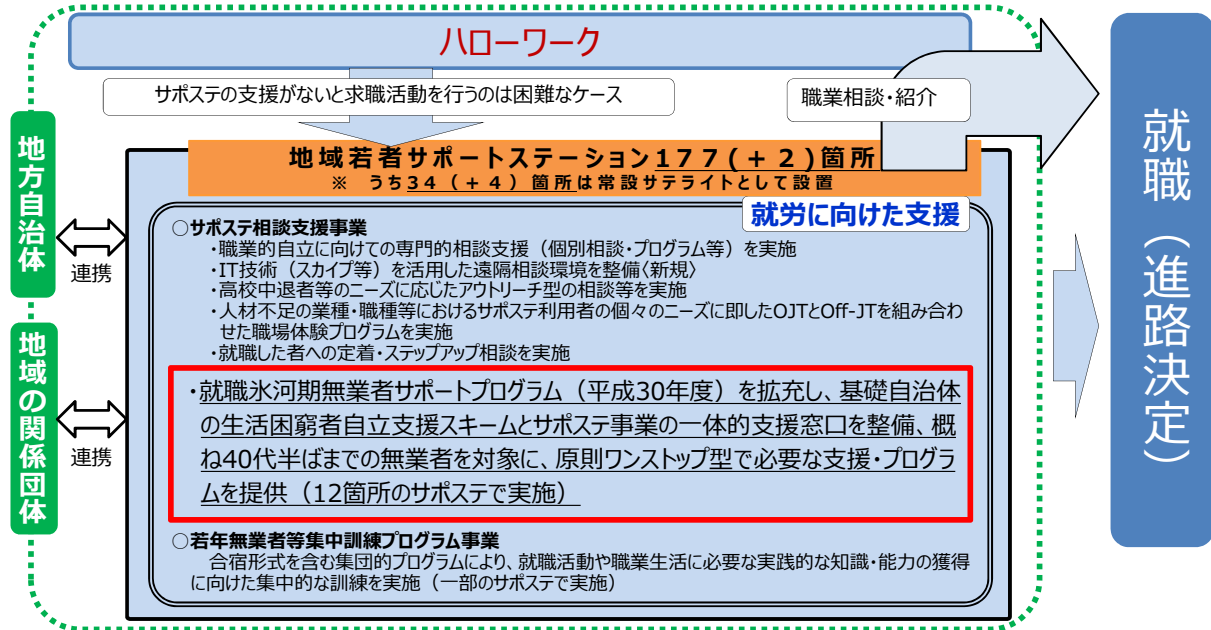 ハローワーク
サポステの支援がないと求職活動を行うのは困難なケース
職業相談・紹介
地方自治体
連携
地域の関係団体
連携
地域若者サポートステーション177(+2)箇所
※ うち34(+4)箇所は常設サテライトとして設置
就労に向けた支援
○サポステ相談支援事業
・職業的自立に向けての専門的相談支援（個別相談・プログラム等）を実施
・IT技術（スカイプ等）を活用した遠隔相談環境を整備〈新規〉
・高校中退者等のニーズに応じたアウトリーチ型の相談等を実施
・人材不足の業種・職種等におけるサポステ利用者の個々のニーズに即したOJTとOff-JTを組み合わ
せた職場体験プログラムを実施
・就職した者への定着・ステップアップ相談を実施
・就職氷河期無業者サポートプログラム（平成30年度）を拡充し、基礎自治体
の生活困窮者自立支援スキームとサポステ事業の一体的支援窓口を整備、概
ね40代半ばまでの無業者を対象に、原則ワンストップ型で必要な支援・プログラ
ムを提供（12箇所のサポステで実施）
○若年無業者等集中訓練プログラム事業
合宿形式を含む集団的プログラムにより、就職活動や職業生活に必要な実践的な知識・能力の獲得
に向けた集中的な訓練を実施（一部のサポステで実施）
就職（進路決定）